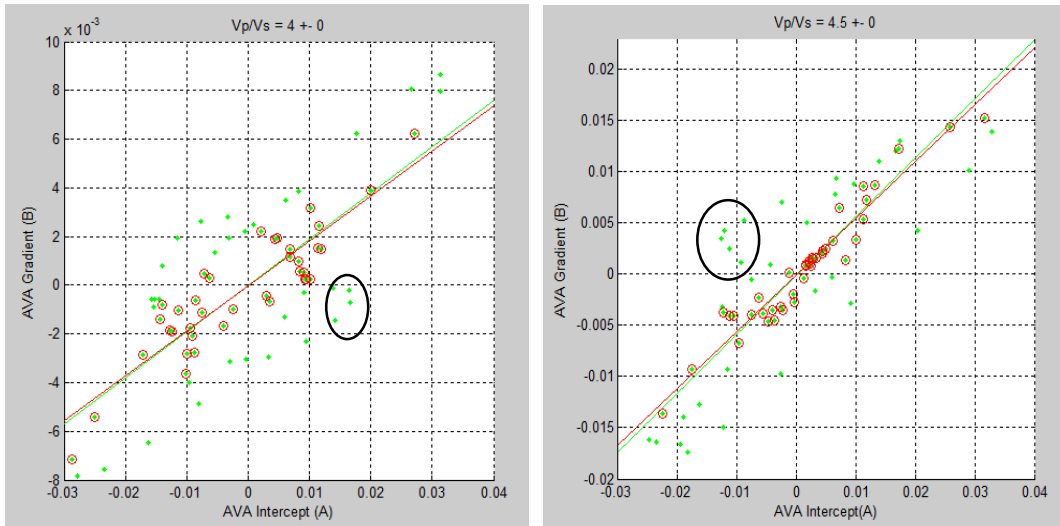 Vp/Vs = 4 +- 0
10
× 10⁻³
8
6
4
2
0
-2
-4
-6
-8
-0.03 -0.02 -0.01 0 0.01 0.02 0.03 0.04
AVA Gradient (B)
AVA Intercept (A)
Vp/Vs = 4.5 +- 0
0.02
0.015
0.01
0.005
0
-0.005
-0.01
-0.015
-0.02
-0.03 -0.02 -0.01 0 0.01 0.02 0.03 0.04
AVA Gradient (B)
AVA Intercept(A)